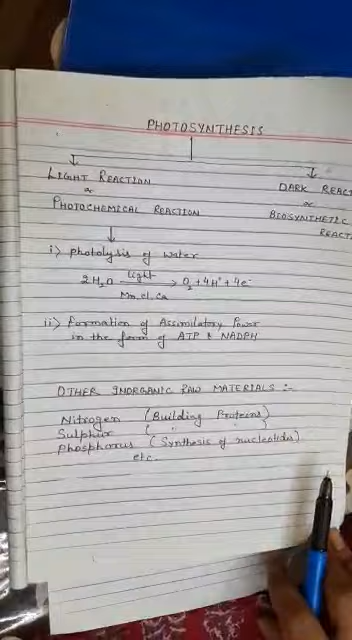 PHOTOSYNTHESIS
LIGHT REACTION
or
PHOTOCHEMICAL REACTION
DARK REACT
or
BIOSYNTHETIC
REACT
i) photolysis of water
2H2O light → O2 + 4H+ + 4e-
Mn, Cl, Ca
ii) Formation of Assimilatory Power
in the form of ATP & NADPH
OTHER INORGANIC RAW MATERIALS :-
Nitrogen (Building Proteins)
Sulphur ( " " )
Phosphorus (Synthesis of nucleotides)
etc.